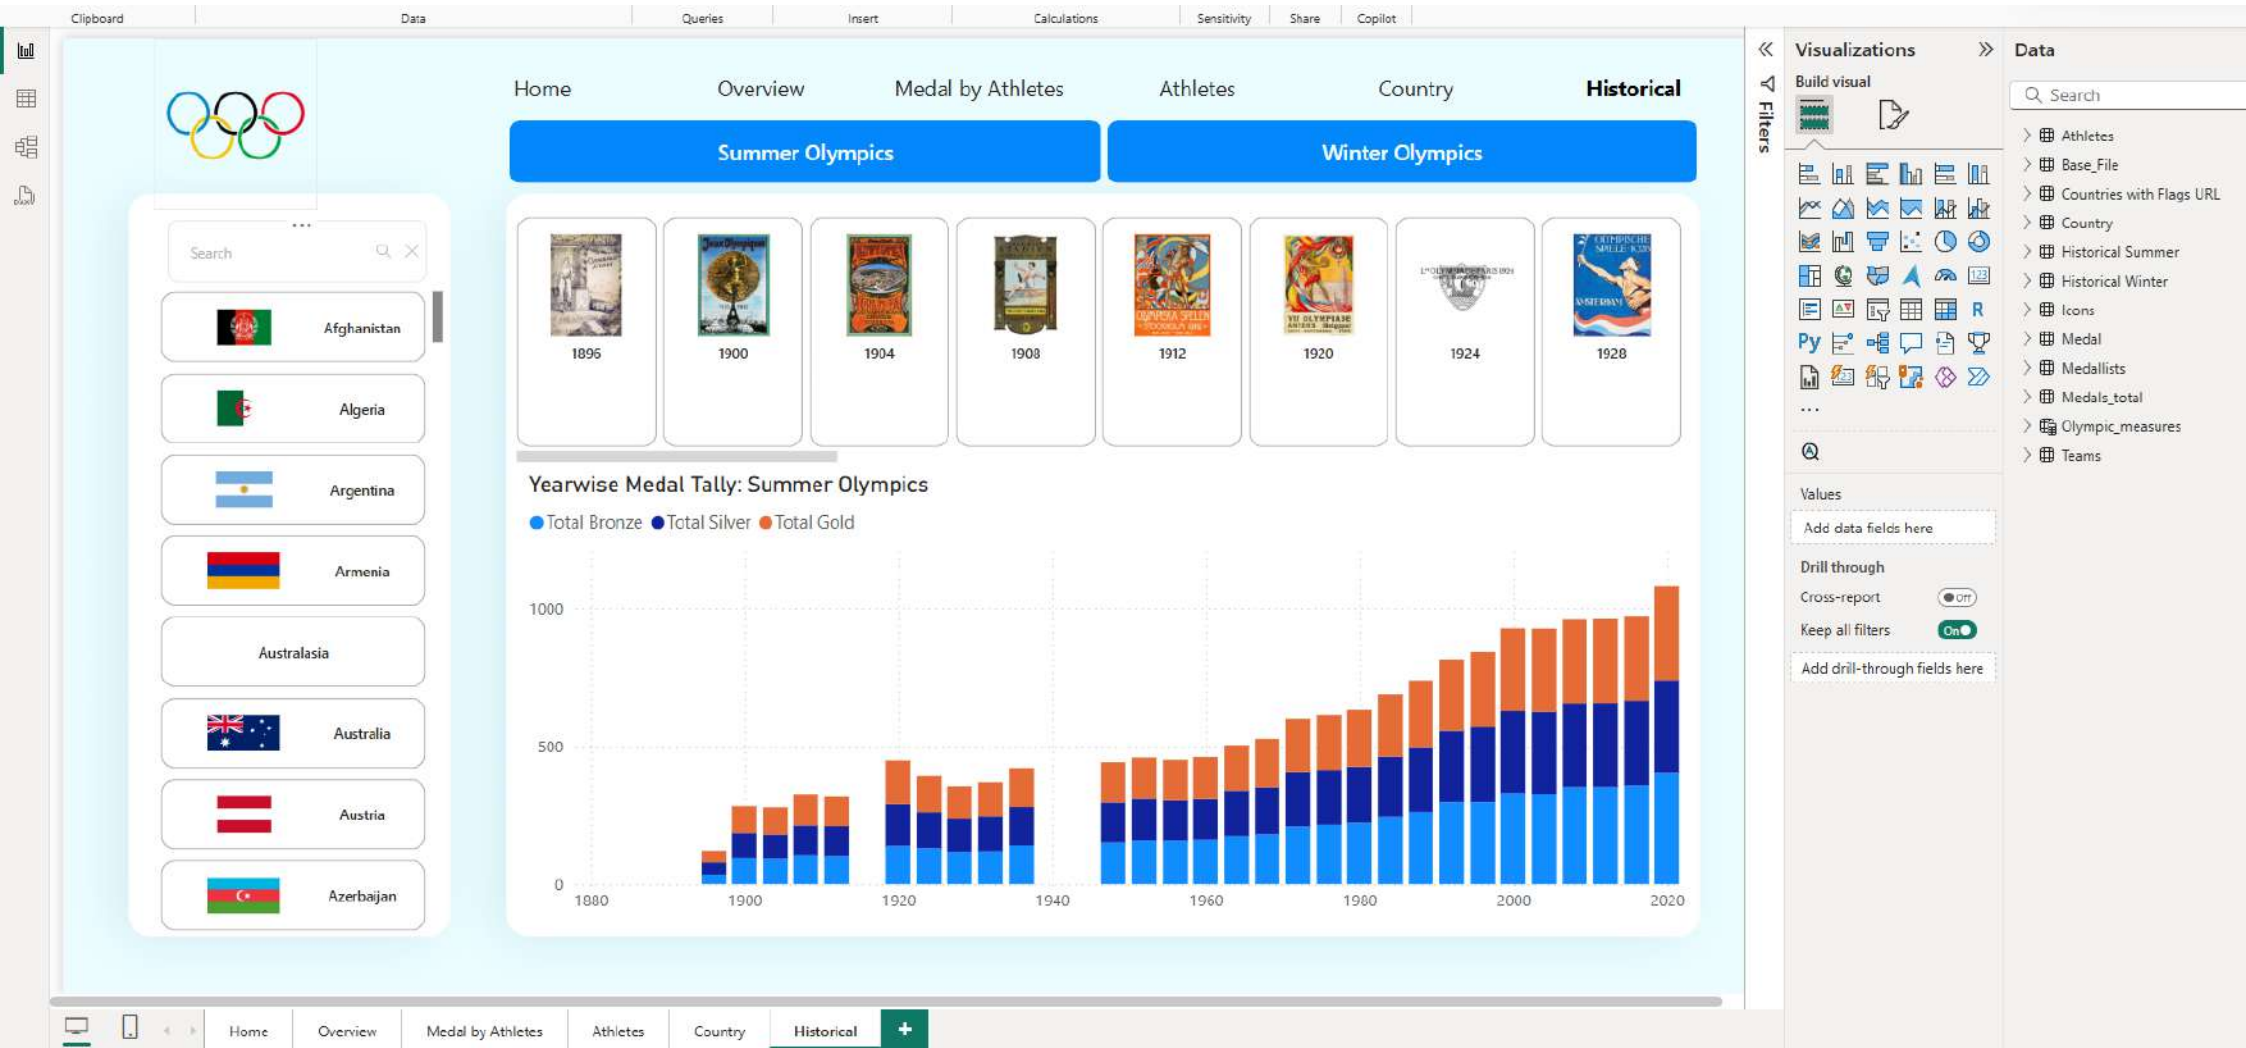 Clipboard
Data
Queries
Insert
Calculations
Sensitivity
Share
Copilot
Home
Overview
Medal by Athletes
Athletes
Country
Historical
Summer Olympics
Winter Olympics
Search
Afghanistan
Algeria
Argentina
Armenia
Australasia
Australia
Austria
Azerbaijan
1896
1900
1904
1908
1912
1920
1924
1928
Yearwise Medal Tally: Summer Olympics
Total Bronze
Total Silver
Total Gold
1000
500
0
1880
1900
1920
1940
1960
1980
2000
2020
Filters
Visualizations
Build visual
123
R
Py
Values
Add data fields here
Drill through
Cross-report
Off
Keep all filters
On
Add drill-through fields here
Data
Search
Athletes
Base_File
Countries with Flags URL
Country
Historical Summer
Historical Winter
Icons
Medal
Medallists
Medals_total
Olympic_measures
Teams
Home
Overview
Medal by Athletes
Athletes
Country
Historical